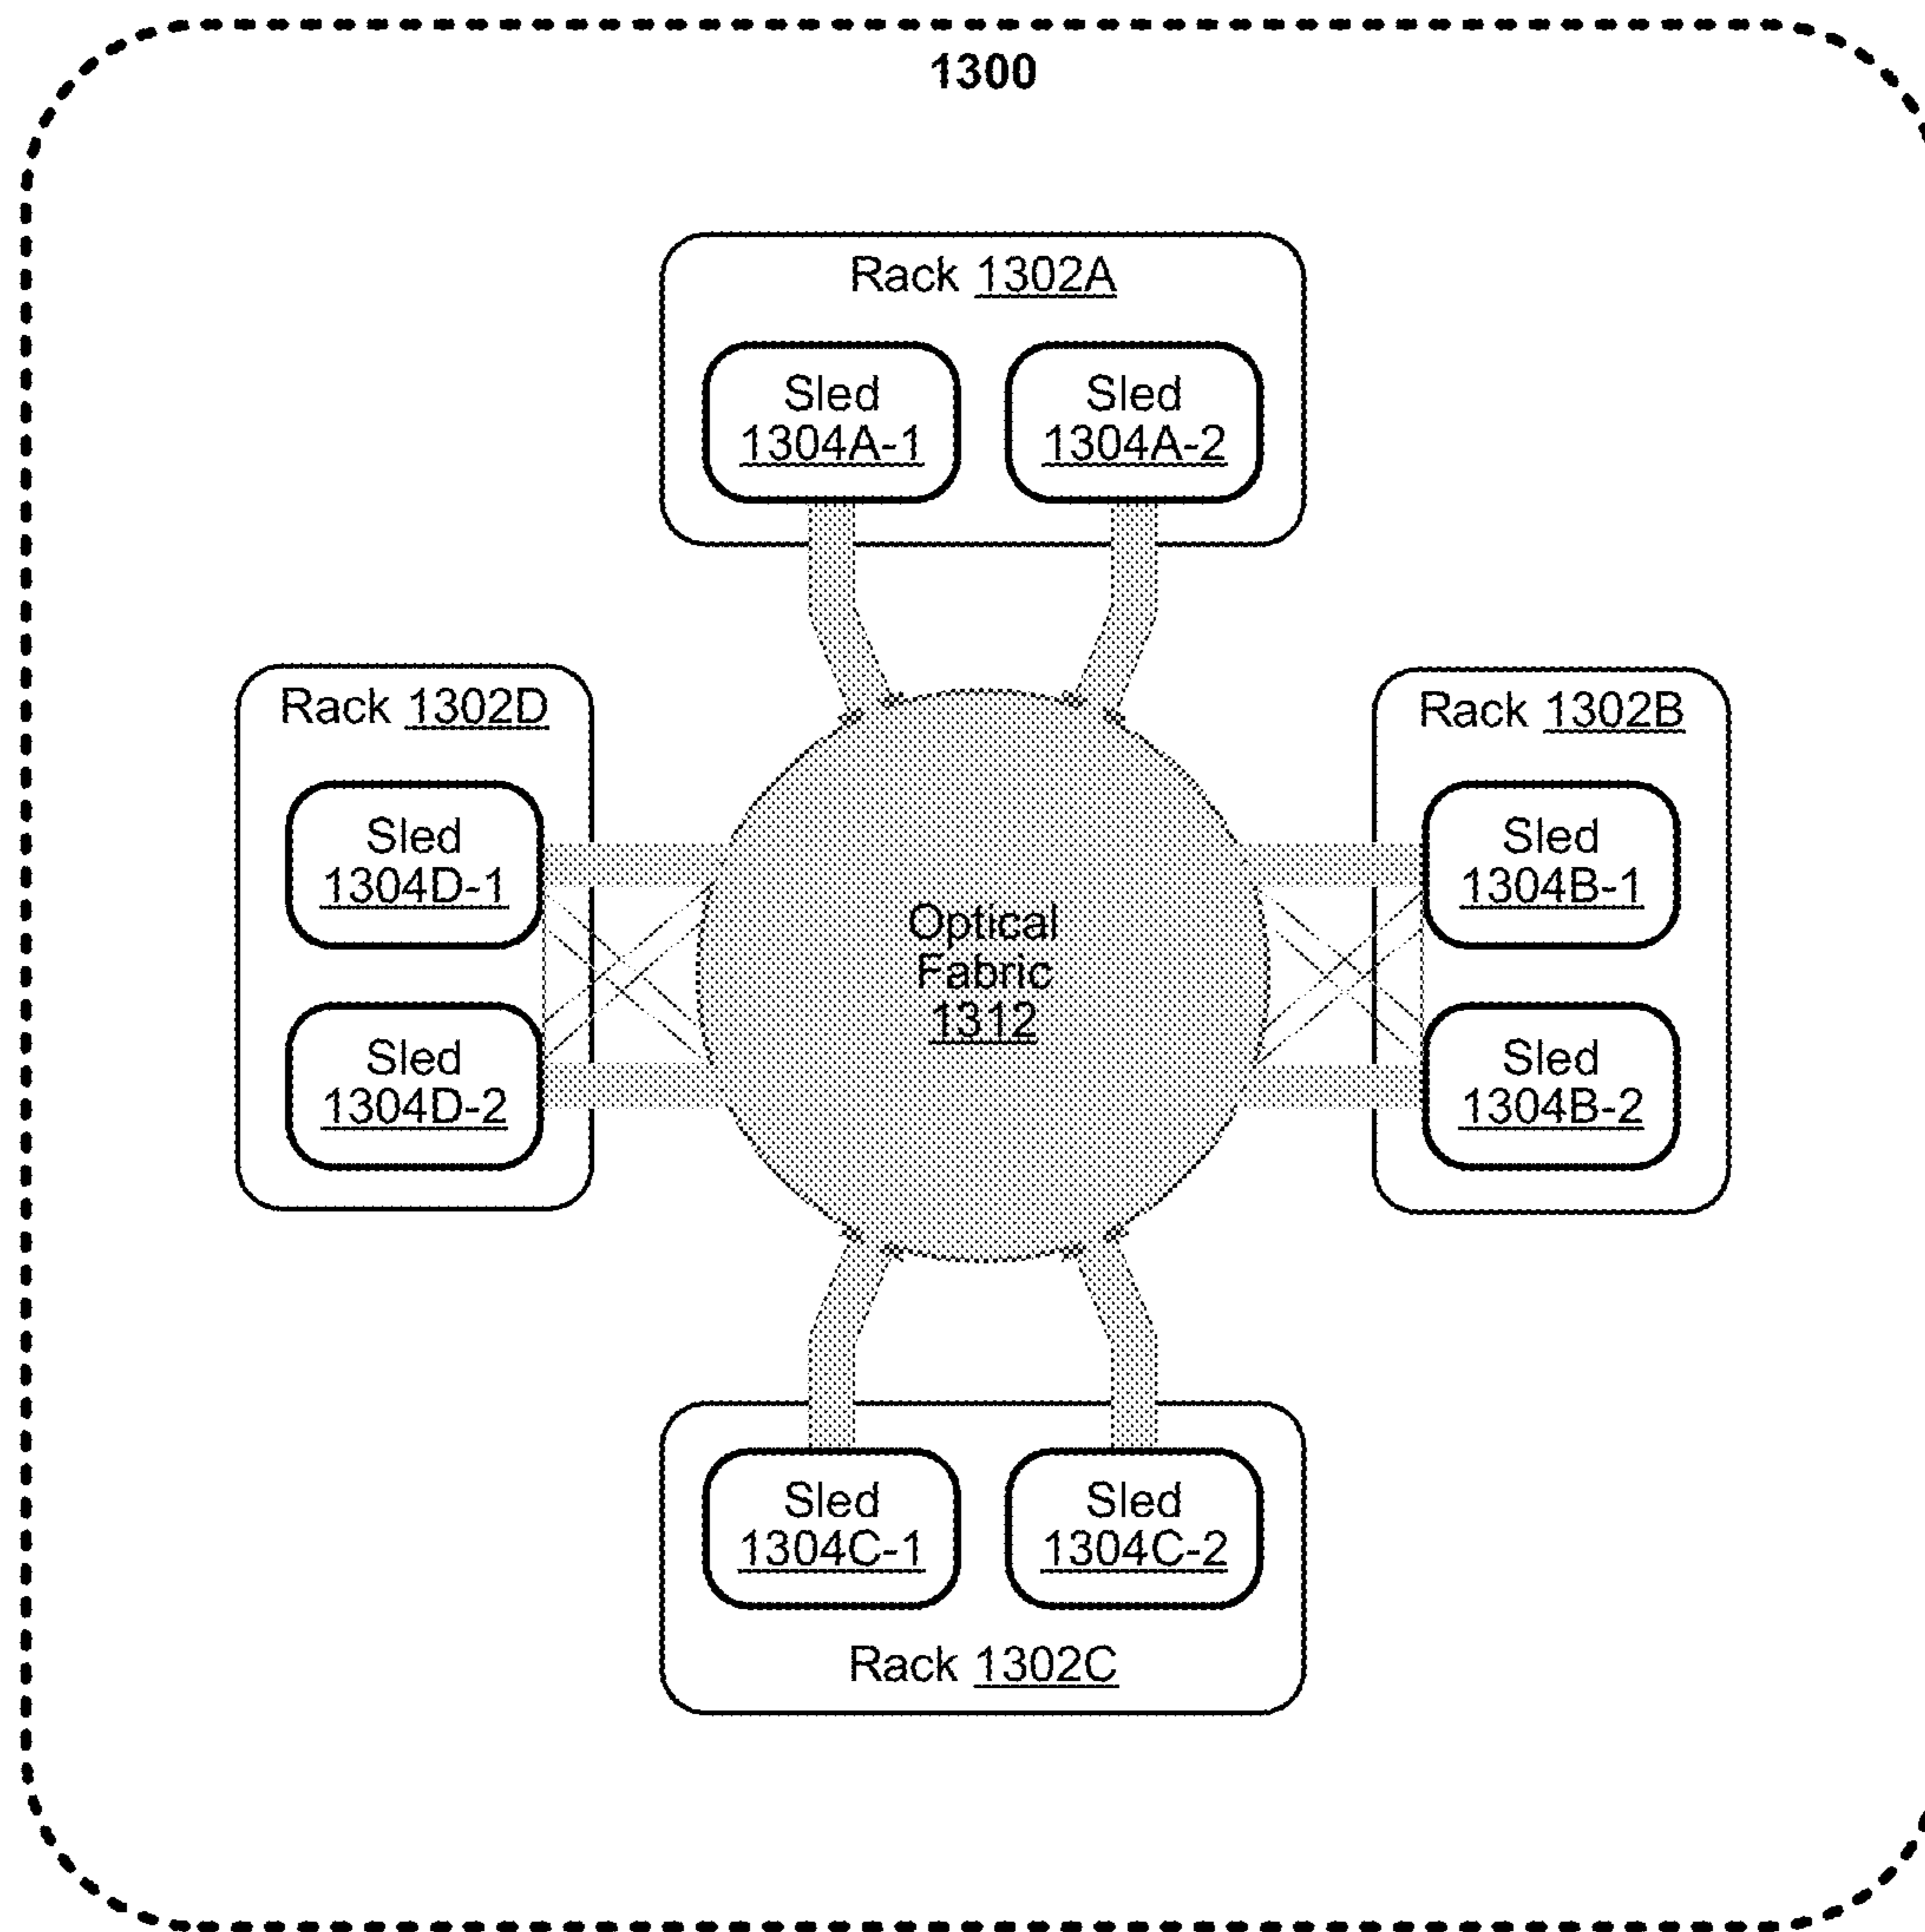 1300
Rack 1302A
Sled
1304A-1
Sled
1304A-2
Rack 1302D
Sled
1304D-1
Sled
1304D-2
Optical
Fabric
1312
Rack 1302B
Sled
1304B-1
Sled
1304B-2
Sled
1304C-1
Sled
1304C-2
Rack 1302C